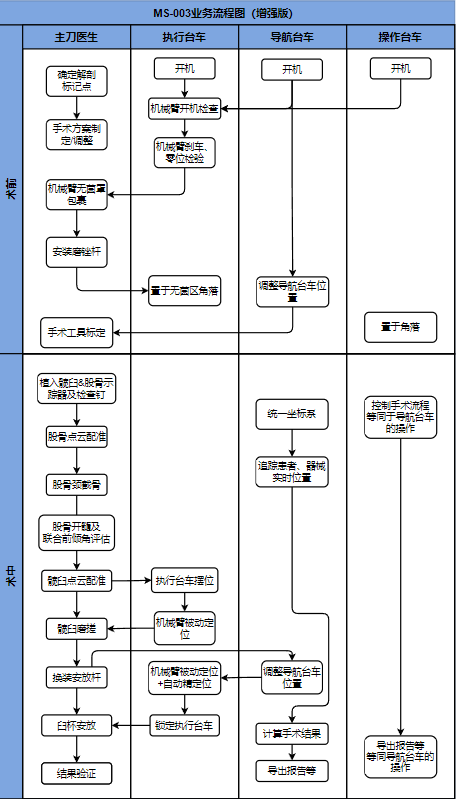 MS-003业务流程图（增强版）
主刀医生
执行台车
导航台车
操作台车
术前
确定解剖
标记点
开机
开机
开机
机械臂开机检查
手术方案制
定/调整
机械臂刹车、
零位检验
机械臂无菌罩
包裹
安装磨锉杆
置于无菌区角落
调整导航台车位
置
手术工具标定
置于角落
术中
植入髋臼&股骨示
踪器及检查钉
统一坐标系
控制手术流程
等同于导航台车
的操作
股骨点云配准
追踪患者、器械
实时位置
股骨颈截骨
股骨开髓及
联合前倾角评估
髋臼点云配准
执行台车摆位
机械臂被动定
位
髋臼磨搓
换装安放杆
机械臂被动定位
+自动精定位
调整导航台车
位置
臼杯安放
锁定执行台车
计算手术结果
导出报告等
等同导航台车的
操作
结果验证
导出报告等